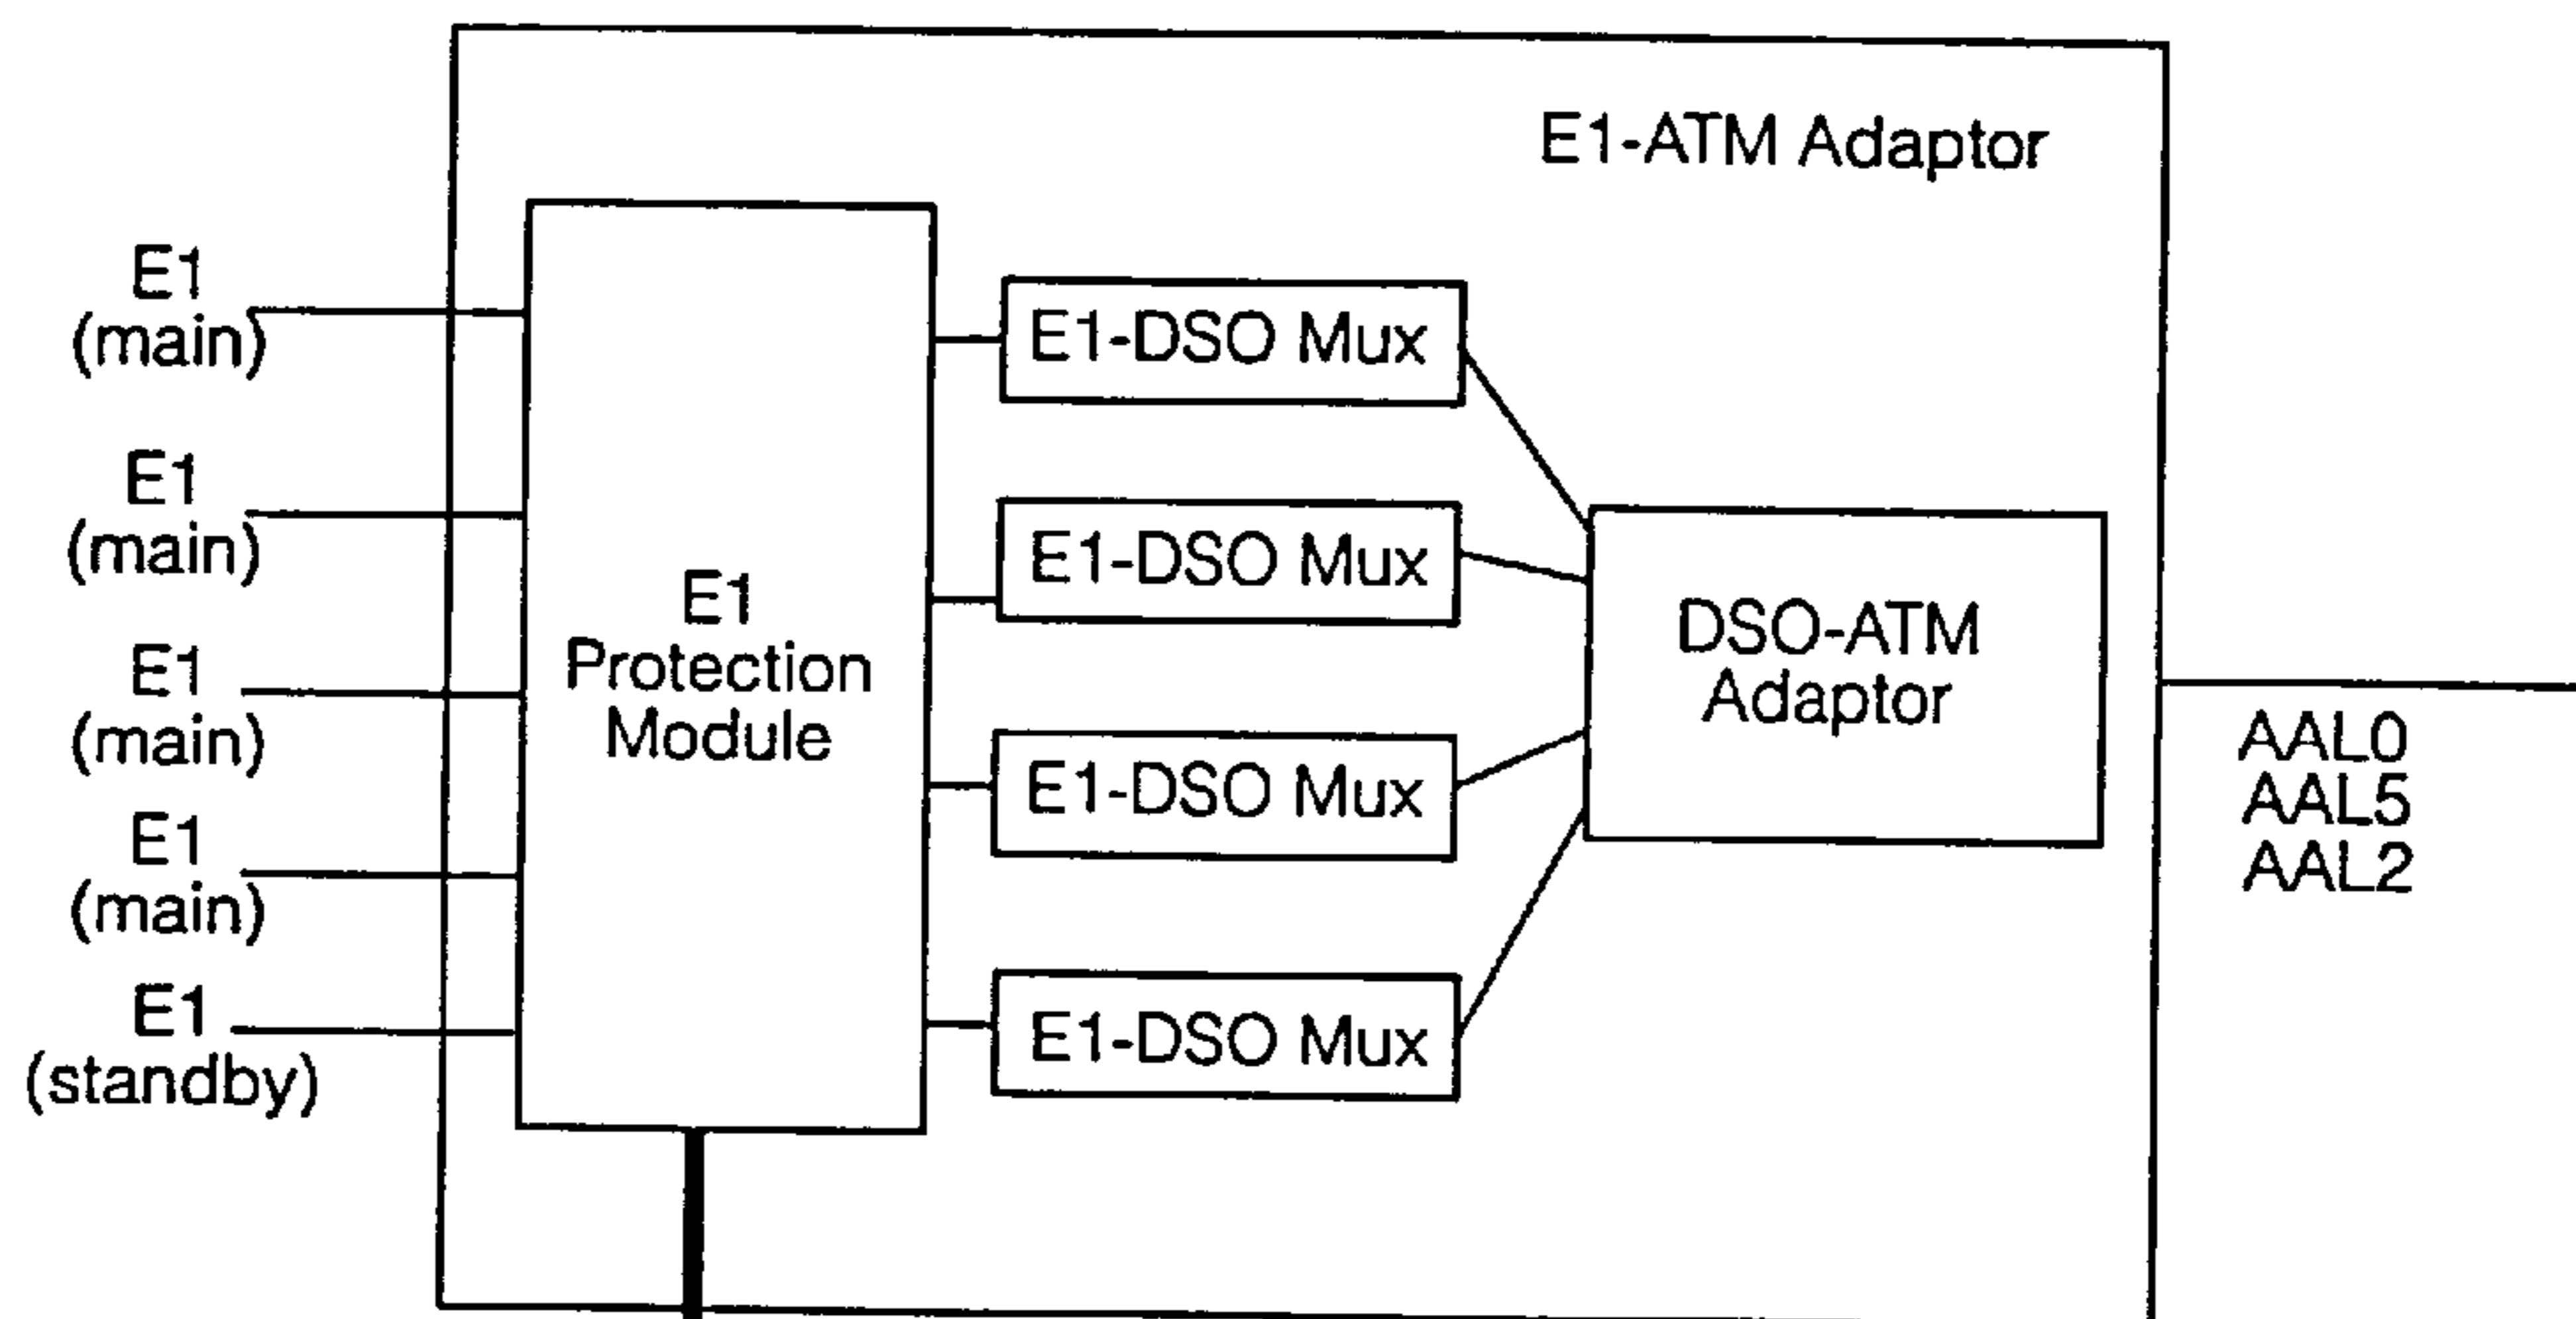 E1-ATM Adaptor
E1
(main)
E1
(main)
E1
(main)
E1
(main)
E1
(standby)
E1
Protection
Module
E1-DSO Mux
E1-DSO Mux
E1-DSO Mux
E1-DSO Mux
DSO-ATM
Adaptor
AAL0
AAL5
AAL2